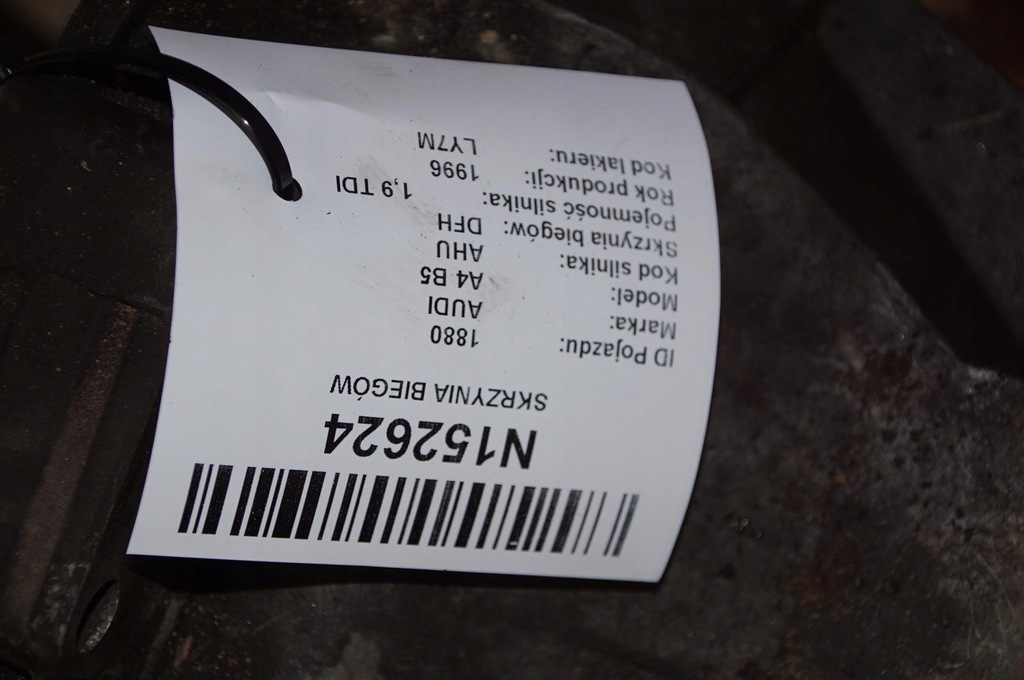 N152624
SKRZYNIA BIEGÓW
ID Pojazdu: 1880
Marka: AUDI
Model: A4 B5
Kod silnika: AHU
Skrzynia biegów: DFH
Pojemność silnika: 1,9 TDI
Rok produkcji: 1996
Kod lakieru: LY7M